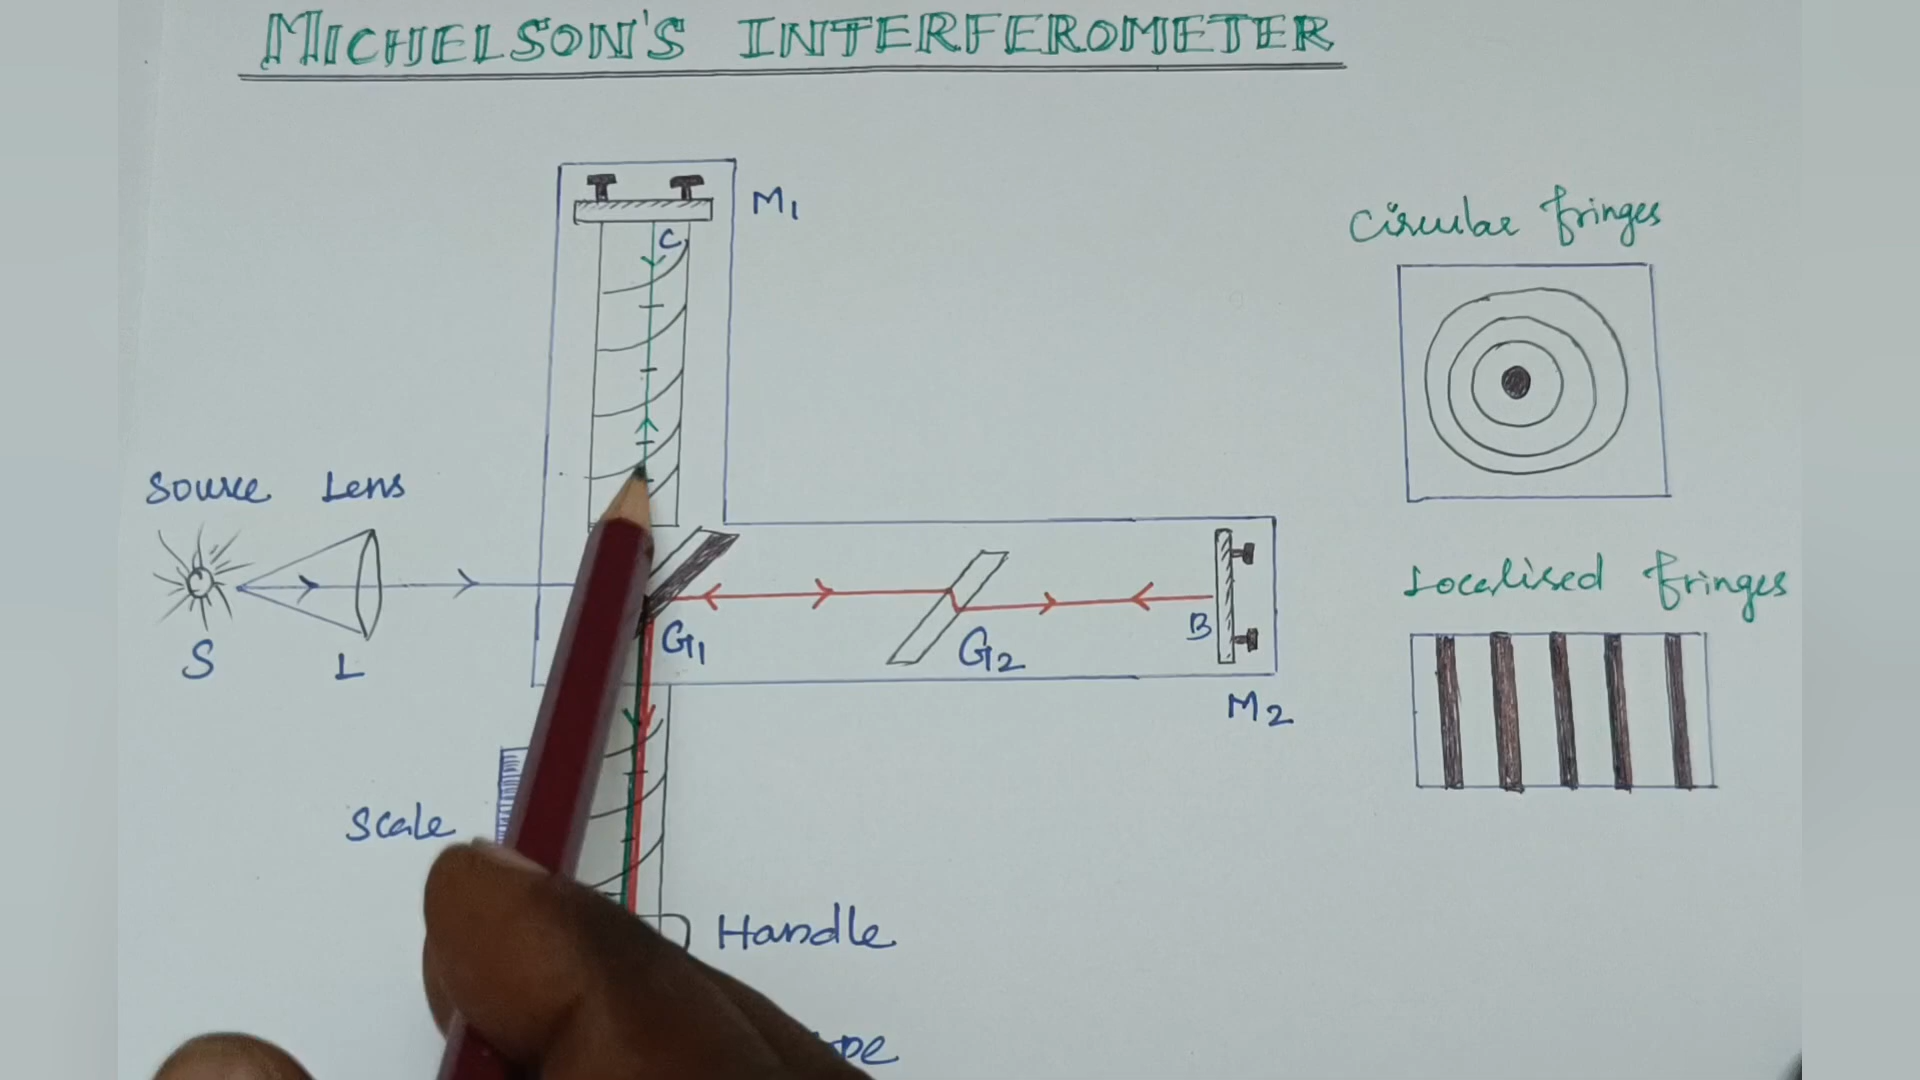 MICHELSON'S INTERFEROMETER
M1
C
Circular fringes
Source Lens
S
L
G1
G2
B
M2
Localised fringes
Scale
Handle